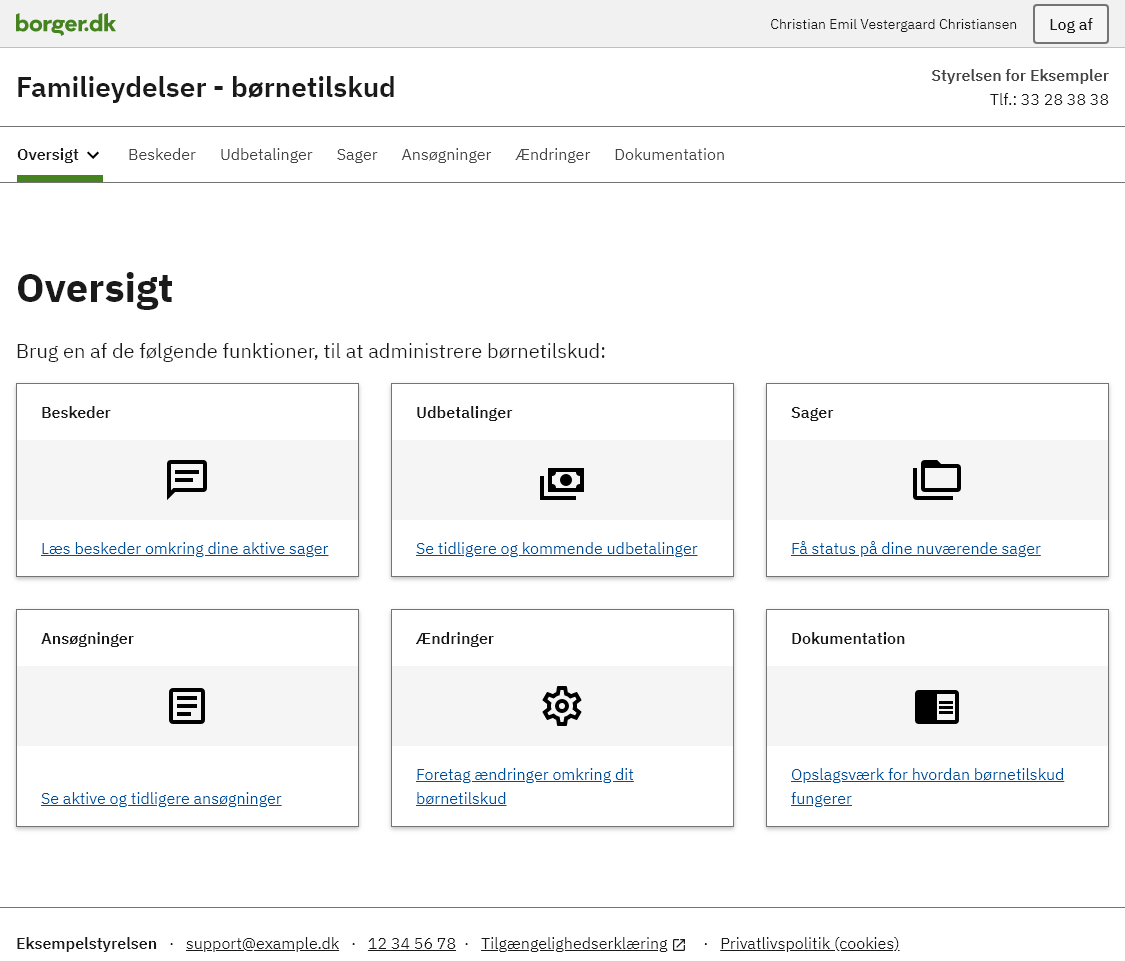 borger.dk
Christian Emil Vestergaard Christiansen
Log af
Familieydelser - børnetilskud
Styrelsen for Eksempler
Tlf.: 33 28 38 38
Oversigt Beskeder Udbetalinger Sager Ansøgninger Ændringer Dokumentation
Oversigt
Brug en af de følgende funktioner, til at administrere børnetilskud:
Beskeder
Læs beskeder omkring dine aktive sager
Udbetalinger
Se tidligere og kommende udbetalinger
Sager
Få status på dine nuværende sager
Ansøgninger
Se aktive og tidligere ansøgninger
Ændringer
Foretag ændringer omkring dit
børnetilskud
Dokumentation
Opslagsværk for hvordan børnetilskud
fungerer
Eksempelstyrelsen · support@example.dk · 12 34 56 78 · Tilgængelighedserklæring · Privatlivspolitik (cookies)